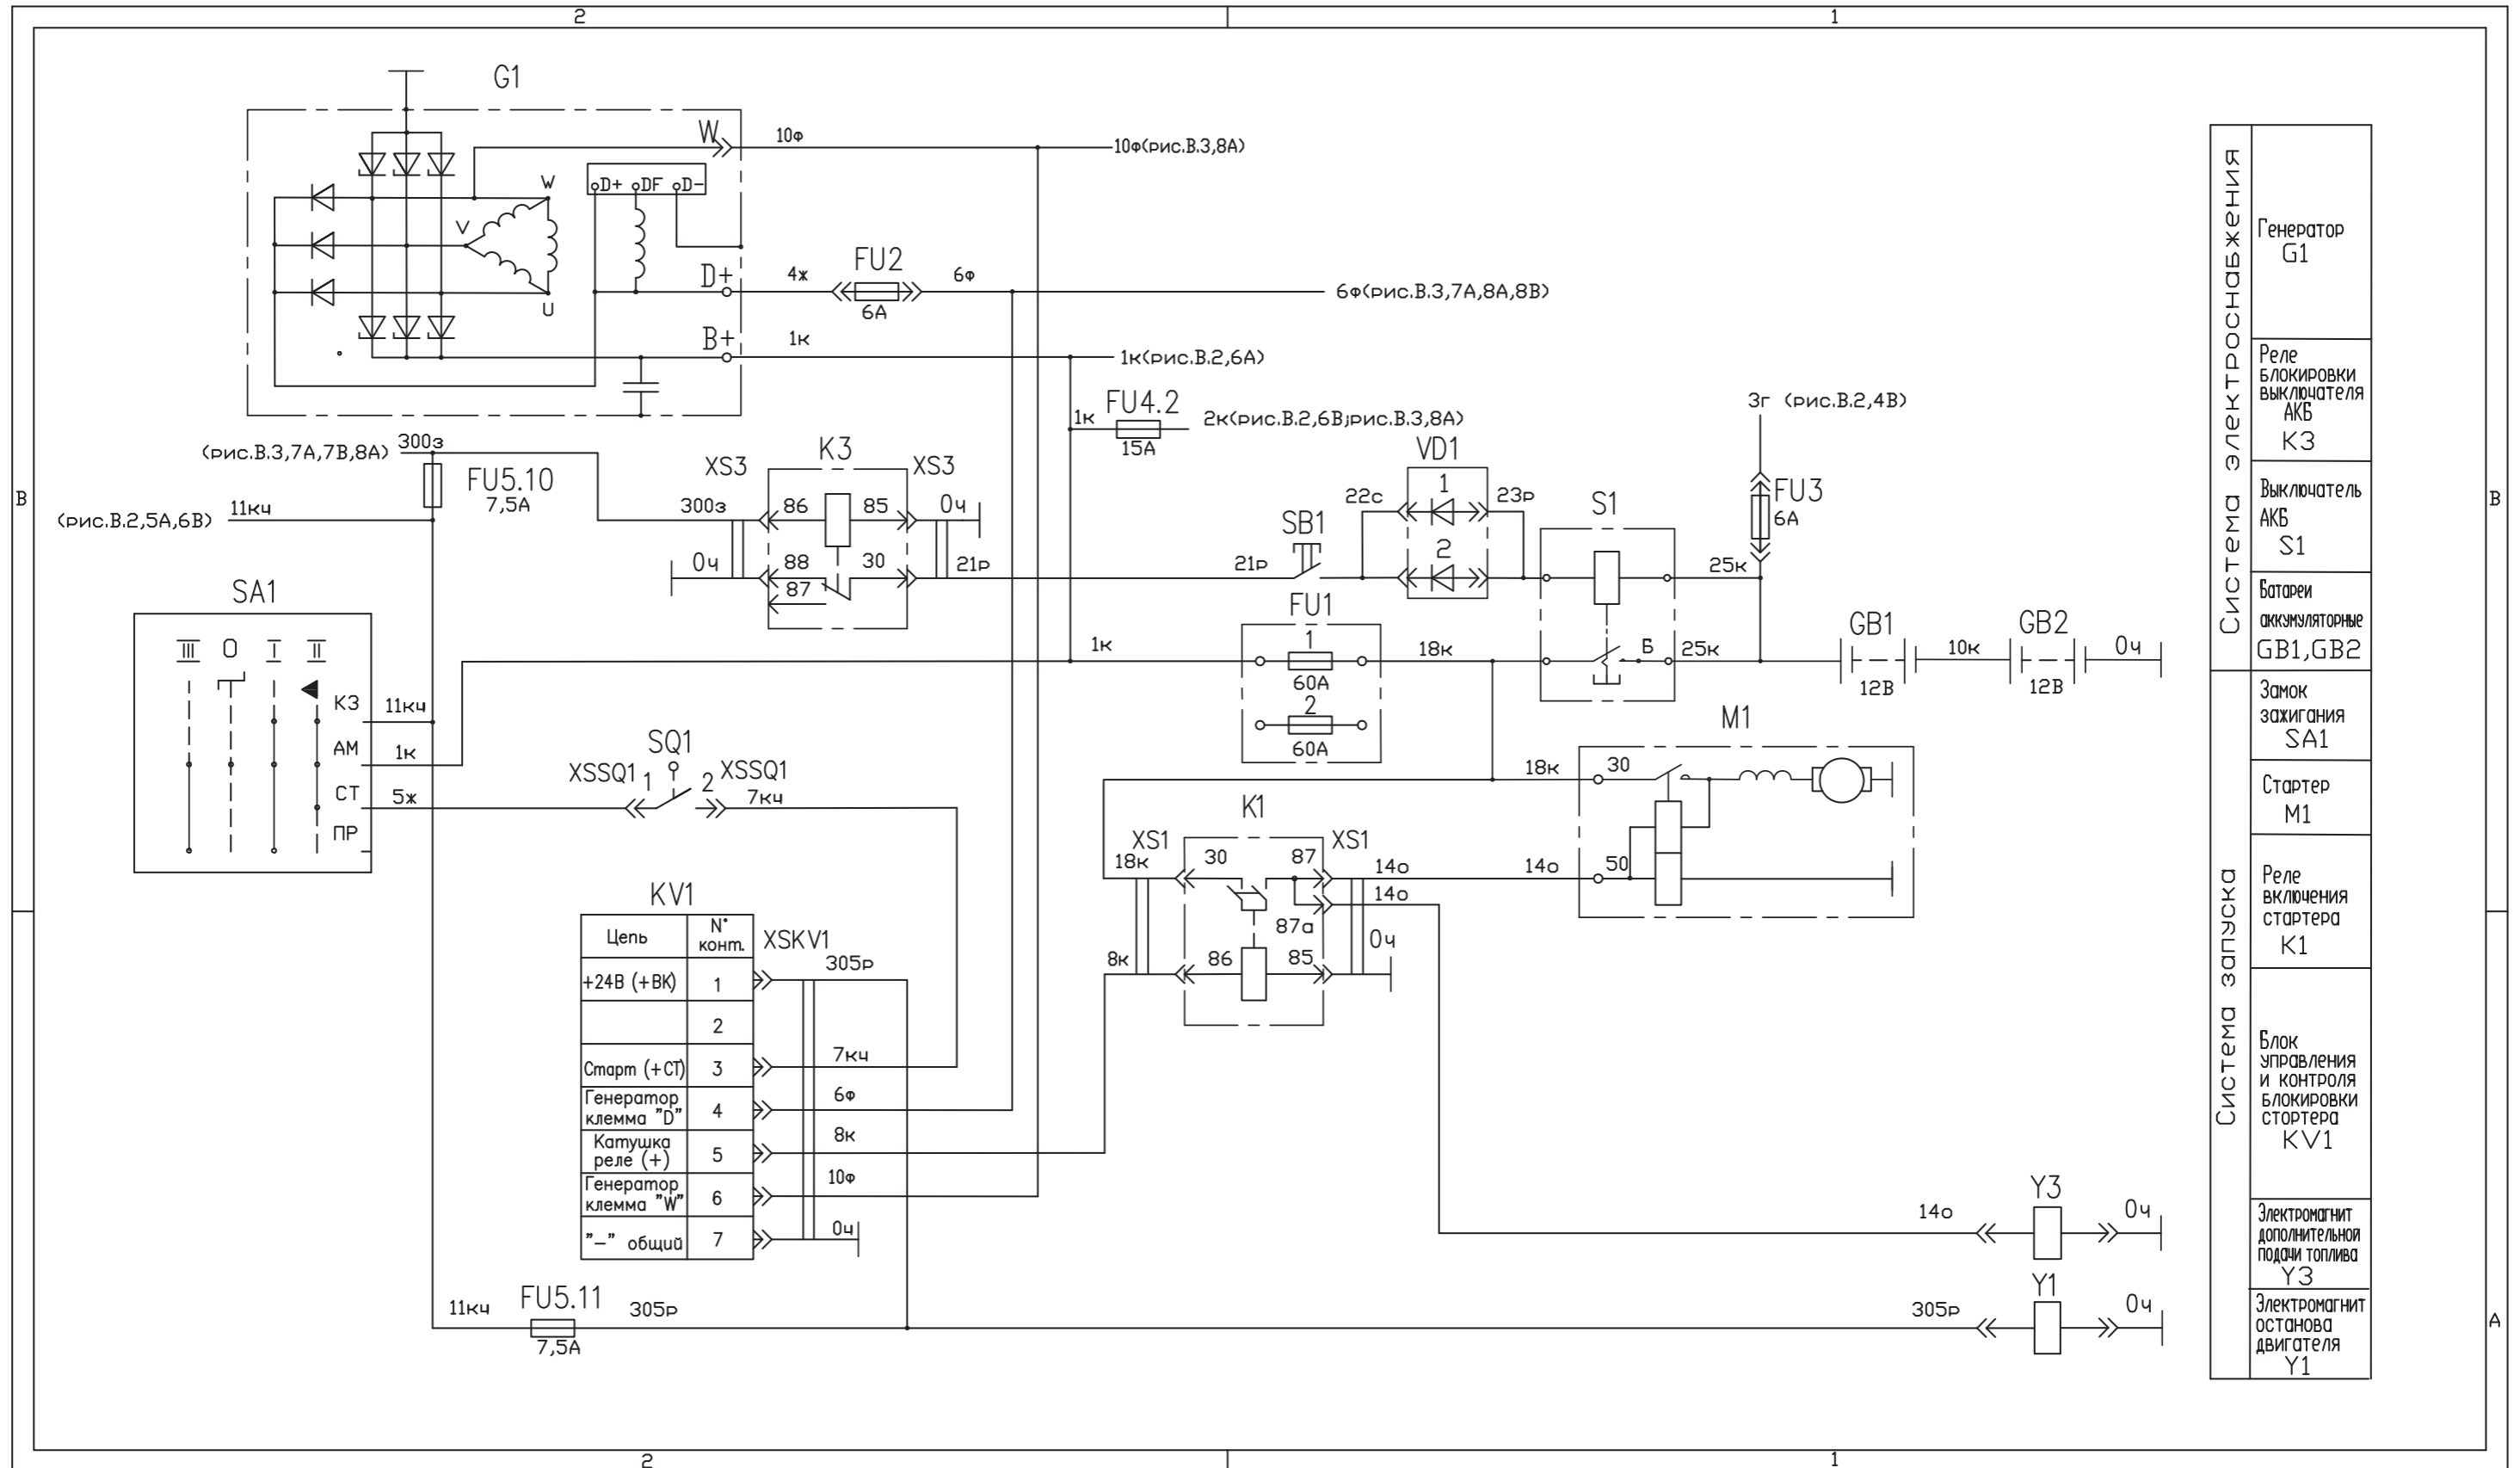 2
1
G1
W
10ф
10ф(рис.В.3,8А)
D+
DF
D-
W
V
U
D+
4ж
FU2
6А
6ф
6ф(рис.В.3,7А,8А,8В)
B+
1к
1к(рис.В.2,6А)
1к
FU4.2
15А
2к(рис.В.2,6В;рис.В.3,8А)
3г (рис.В.2,4В)
(рис.В.3,7А,7В,8А)
300з
FU5.10
7,5А
(рис.В.2,5А,6В)
11кч
XS3
K3
XS3
300з
86
85
0ч
0ч
88
30
87
21р
21р
SB1
22с
VD1
1
2
23р
S1
FU3
6А
25к
Б
25к
FU1
1
60А
2
60А
1к
18к
GB1
12В
10к
GB2
12В
0ч
SA1
III
0
I
II
КЗ
АМ
СТ
ПР
11кч
1к
5ж
XSSQ1
1
SQ1
2
XSSQ1
7кч
M1
18к
30
14о
50
K1
XS1
XS1
18к
30
87
14о
14о
87а
0ч
8к
86
85
KV1
XSKV1
Цепь
N° конт.
+24В (+ВК)
1
305р
2
Старт (+СТ)
3
7кч
Генератор
клемма "D"
4
6ф
Катушка
реле (+)
5
8к
Генератор
клемма "W"
6
10ф
"–" общий
7
0ч
11кч
FU5.11
7,5А
305р
14о
Y3
0ч
305р
Y1
0ч
Система электроснабжения
Генератор
G1
Реле
блокировки
выключателя
АКБ
K3
Выключатель
АКБ
S1
Батареи
аккумуляторные
GB1,GB2
Система запуска
Замок
зажигания
SA1
Стартер
M1
Реле
включения
стартера
K1
Блок
управления
и контроля
блокировки
стортера
KV1
Электромагнит
дополнительной
подачи топлива
Y3
Электромагнит
останова
двигателя
Y1
В
В
А
2
1